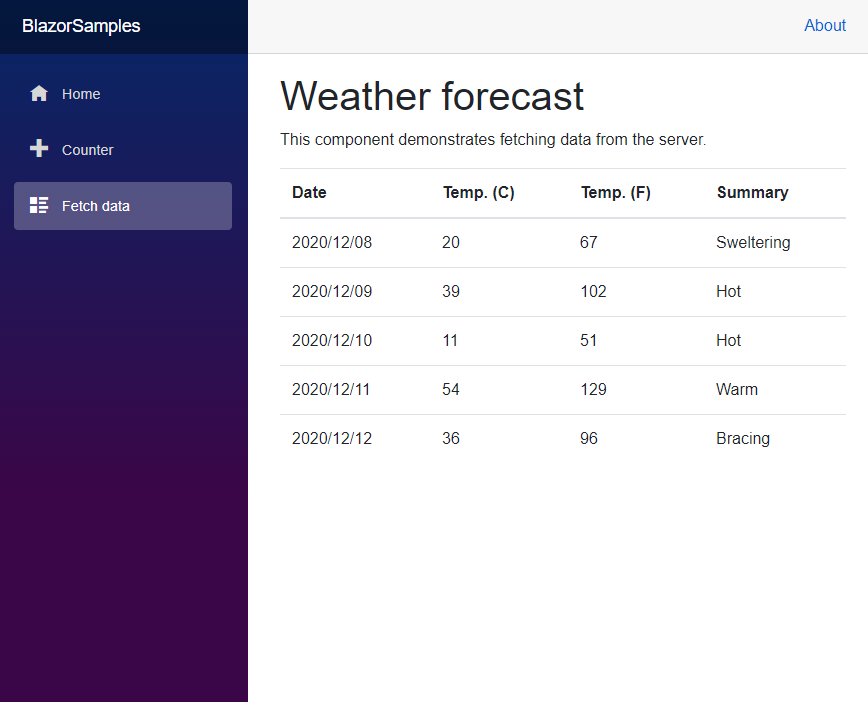 BlazorSamples
About
Home
Counter
Fetch data
Weather forecast
This component demonstrates fetching data from the server.
Date Temp. (C) Temp. (F) Summary
2020/12/08 20 67 Sweltering
2020/12/09 39 102 Hot
2020/12/10 11 51 Hot
2020/12/11 54 129 Warm
2020/12/12 36 96 Bracing